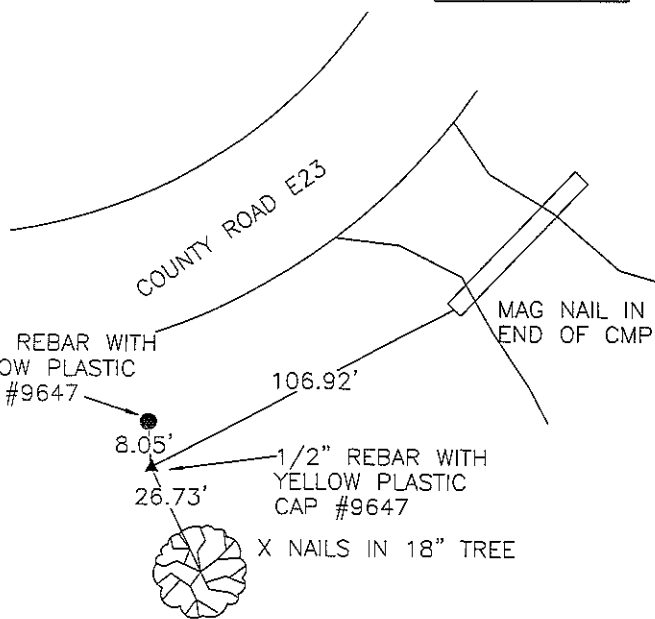 COUNTY ROAD E23
MAG NAIL IN
END OF CMP
REBAR WITH
OW PLASTIC
#9647
106.92'
8.05'
1/2" REBAR WITH
YELLOW PLASTIC
CAP #9647
26.73'
X NAILS IN 18" TREE